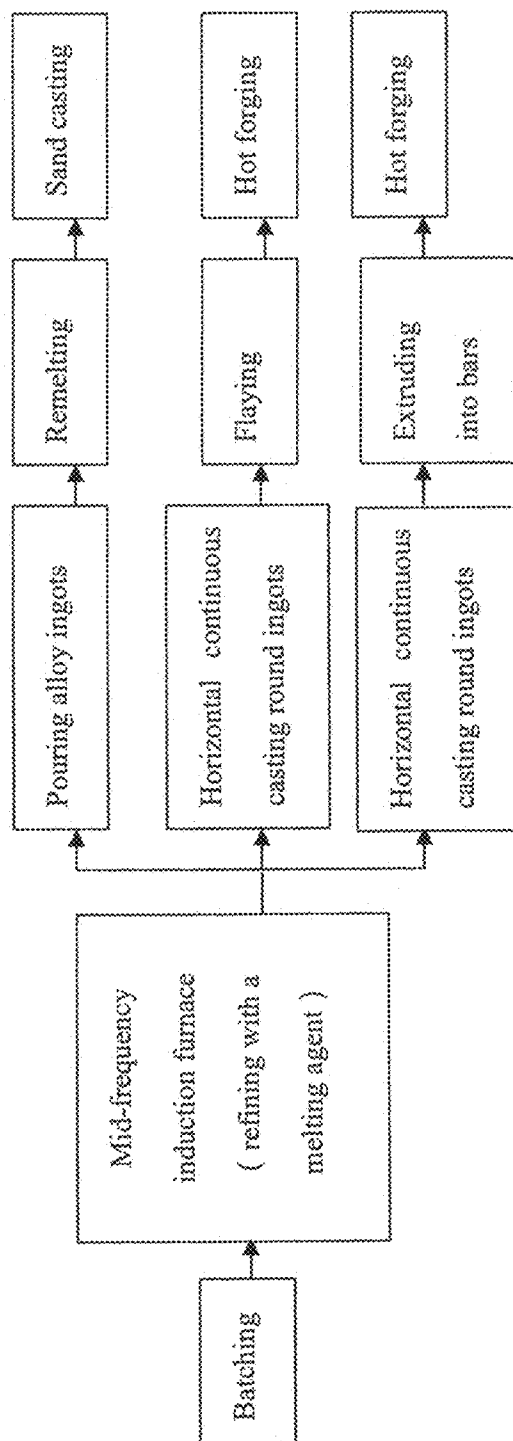 Batching
Mid-frequency
induction furnace
( refining with a
melting agent )
Pouring alloy ingots
Remelting
Sand casting
Horizontal continuous
casting round ingots
Flaying
Hot forging
Horizontal continuous
casting round ingots
Extruding
into bars
Hot forging